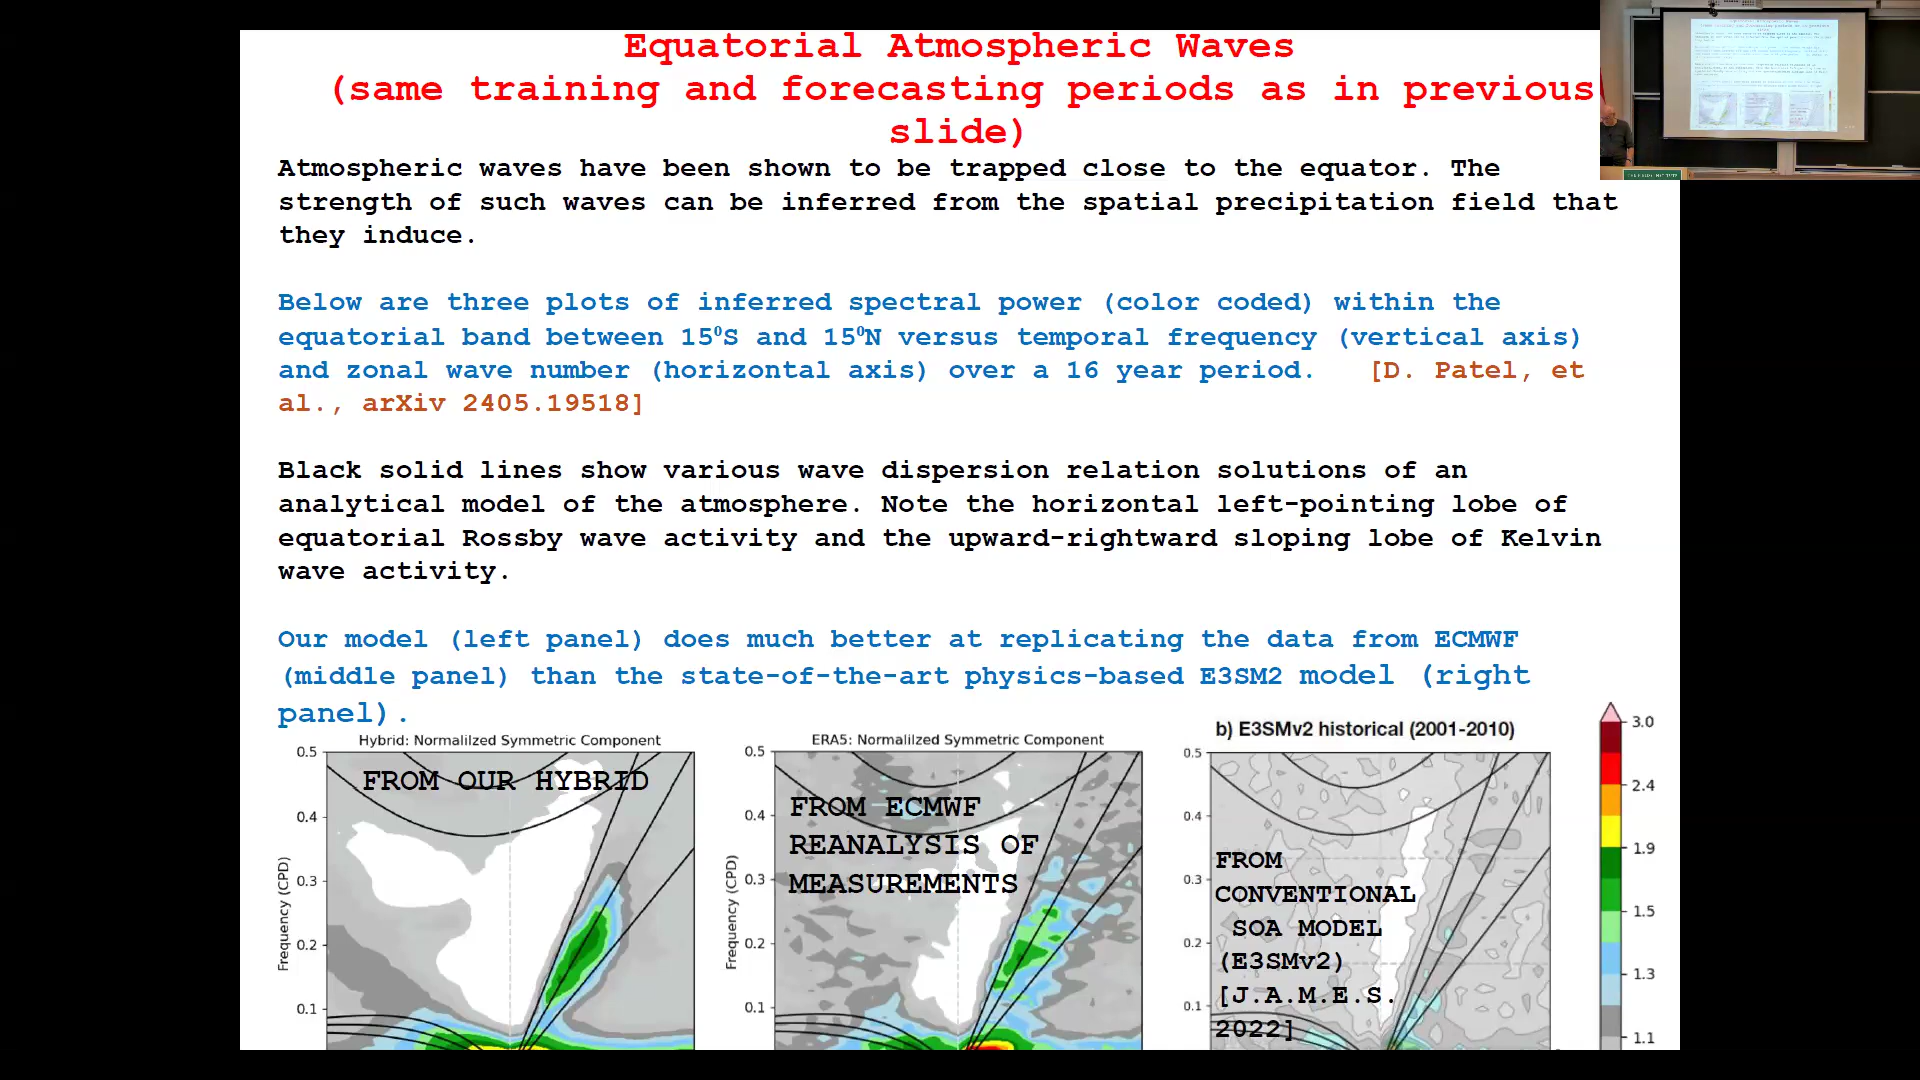 Equatorial Atmospheric Waves
(same training and forecasting periods as in previous
slide)
Atmospheric waves have been shown to be trapped close to the equator. The
strength of such waves can be inferred from the spatial precipitation field that
they induce.
Below are three plots of inferred spectral power (color coded) within the
equatorial band between 15⁰S and 15⁰N versus temporal frequency (vertical axis)
and zonal wave number (horizontal axis) over a 16 year period. [D. Patel, et
al., arXiv 2405.19518]
Black solid lines show various wave dispersion relation solutions of an
analytical model of the atmosphere. Note the horizontal left-pointing lobe of
equatorial Rossby wave activity and the upward-rightward sloping lobe of Kelvin
wave activity.
Our model (left panel) does much better at replicating the data from ECMWF
(middle panel) than the state-of-the-art physics-based E3SM2 model (right
panel).
Hybrid: Normalilzed Symmetric Component
FROM OUR HYBRID
Frequency (CPD)
0.5
0.4
0.3
0.2
0.1
ERA5: Normalilzed Symmetric Component
FROM ECMWF
REANALYSIS OF
MEASUREMENTS
Frequency (CPD)
0.5
0.4
0.3
0.2
0.1
b) E3SMv2 historical (2001-2010)
FROM
CONVENTIONAL
SOA MODEL
(E3SMv2)
[J.A.M.E.S.
2022]
0.5
0.4
0.3
0.2
0.1
3.0
2.4
1.9
1.5
1.3
1.1